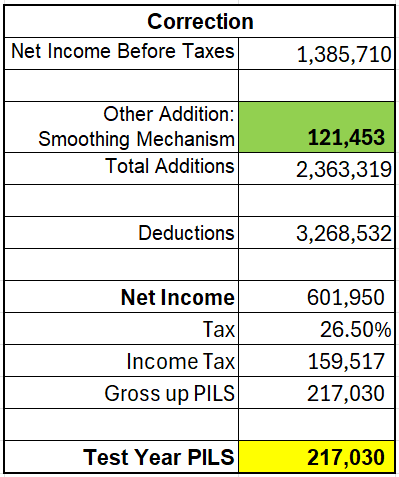 Correction
Net Income Before Taxes 1,385,710
Other Addition:
Smoothing Mechanism 121,453
Total Additions 2,363,319
Deductions 3,268,532
Net Income 601,950
Tax 26.50%
Income Tax 159,517
Gross up PILS 217,030
Test Year PILS 217,030